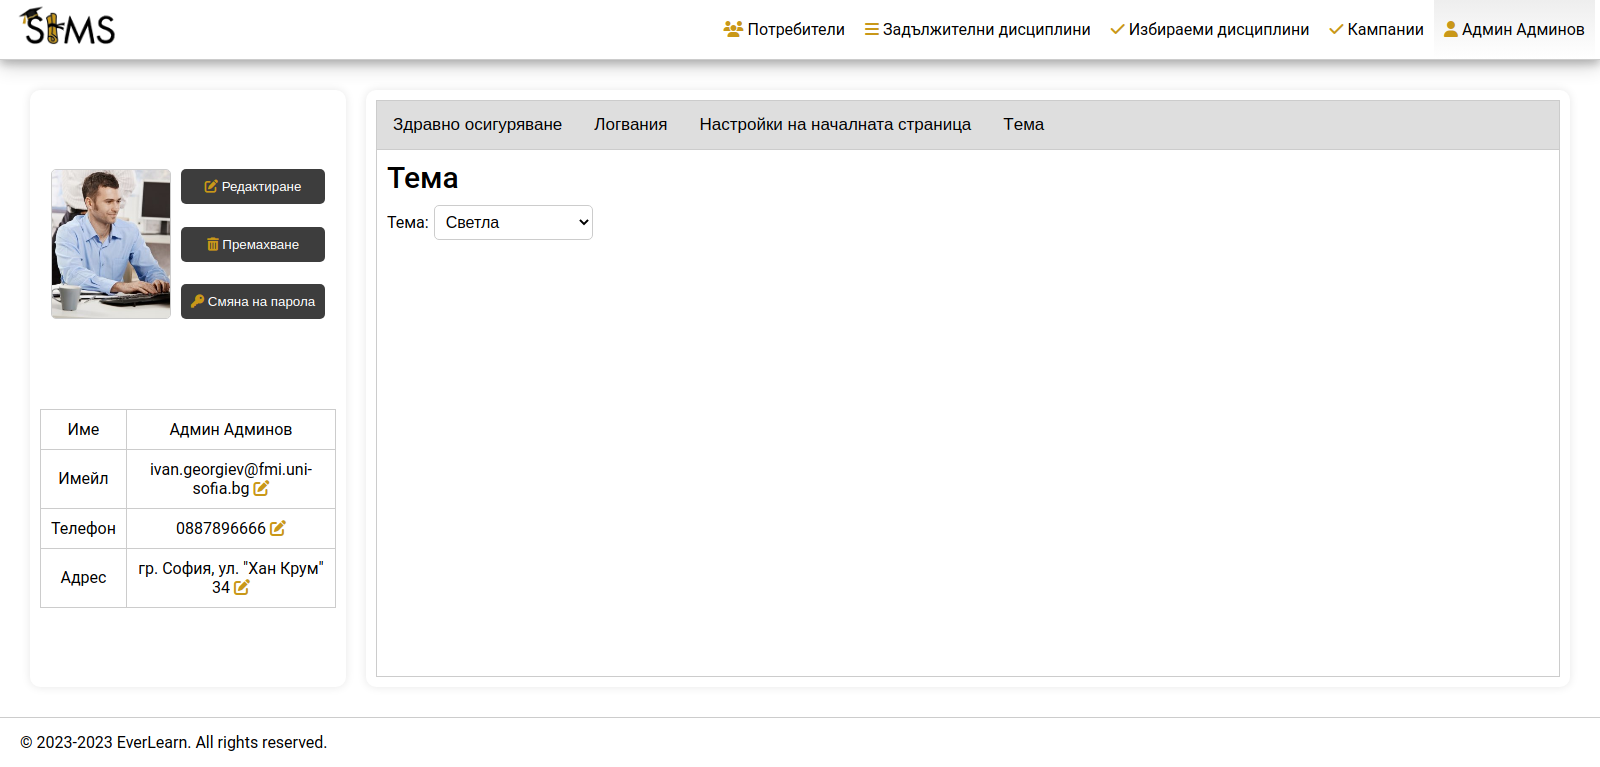 SIMS
Потребители
Задължителни дисциплини
Избираеми дисциплини
Кампании
Админ Админов
Редактиране
Премахване
Смяна на парола
Име
Админ Админов
Имейл
ivan.georgiev@fmi.uni-
sofia.bg
Телефон
0887896666
Адрес
гр. София, ул. "Хан Крум"
34
Здравно осигуряване
Логвания
Настройки на началната страница
Тема
Тема
Тема:
Светла
© 2023-2023 EverLearn. All rights reserved.